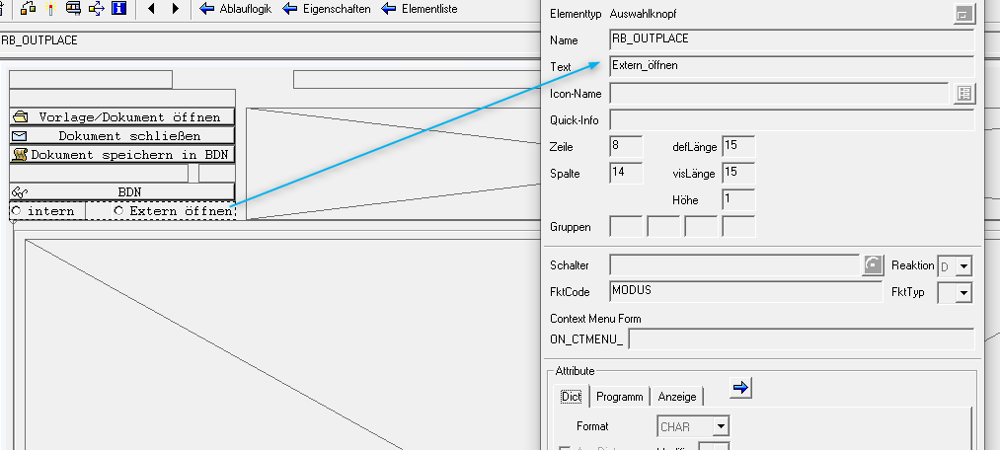 Ablauflogik Eigenschaften Elementliste
RB_OUTPLACE
Vorlage/Dokument öffnen
Dokument schließen
Dokument speichern in BDN
BDN
intern Extern öffnen
Elementtyp Auswahlknopf
Name RB_OUTPLACE
Text Extern_öffnen
Icon-Name
Quick-Info
Zeile 8 defLänge 15
Spalte 14 visLänge 15
Höhe 1
Gruppen
Schalter Reaktion D
FktCode MODUS FktTyp
Context Menu Form
ON_CTMENU_
Attribute
Dict Programm Anzeige
Format CHAR